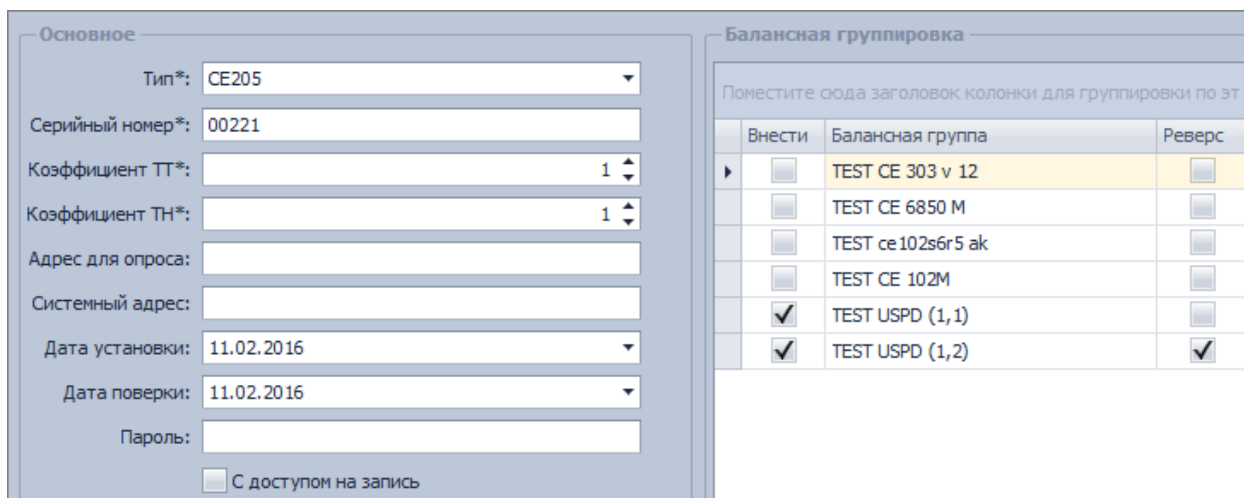 Основное
Тип*: CE205
Серийный номер*: 00221
Коэффициент ТТ*: 1
Коэффициент ТН*: 1
Адрес для опроса:
Системный адрес:
Дата установки: 11.02.2016
Дата поверки: 11.02.2016
Пароль:
С доступом на запись
Балансная группировка
Поместите сюда заголовок колонки для группировки по эт
Внести Балансная группа Реверс
TEST CE 303 v 12
TEST CE 6850 M
TEST ce102s6r5 ak
TEST CE 102M
TEST USPD (1,1)
TEST USPD (1,2)